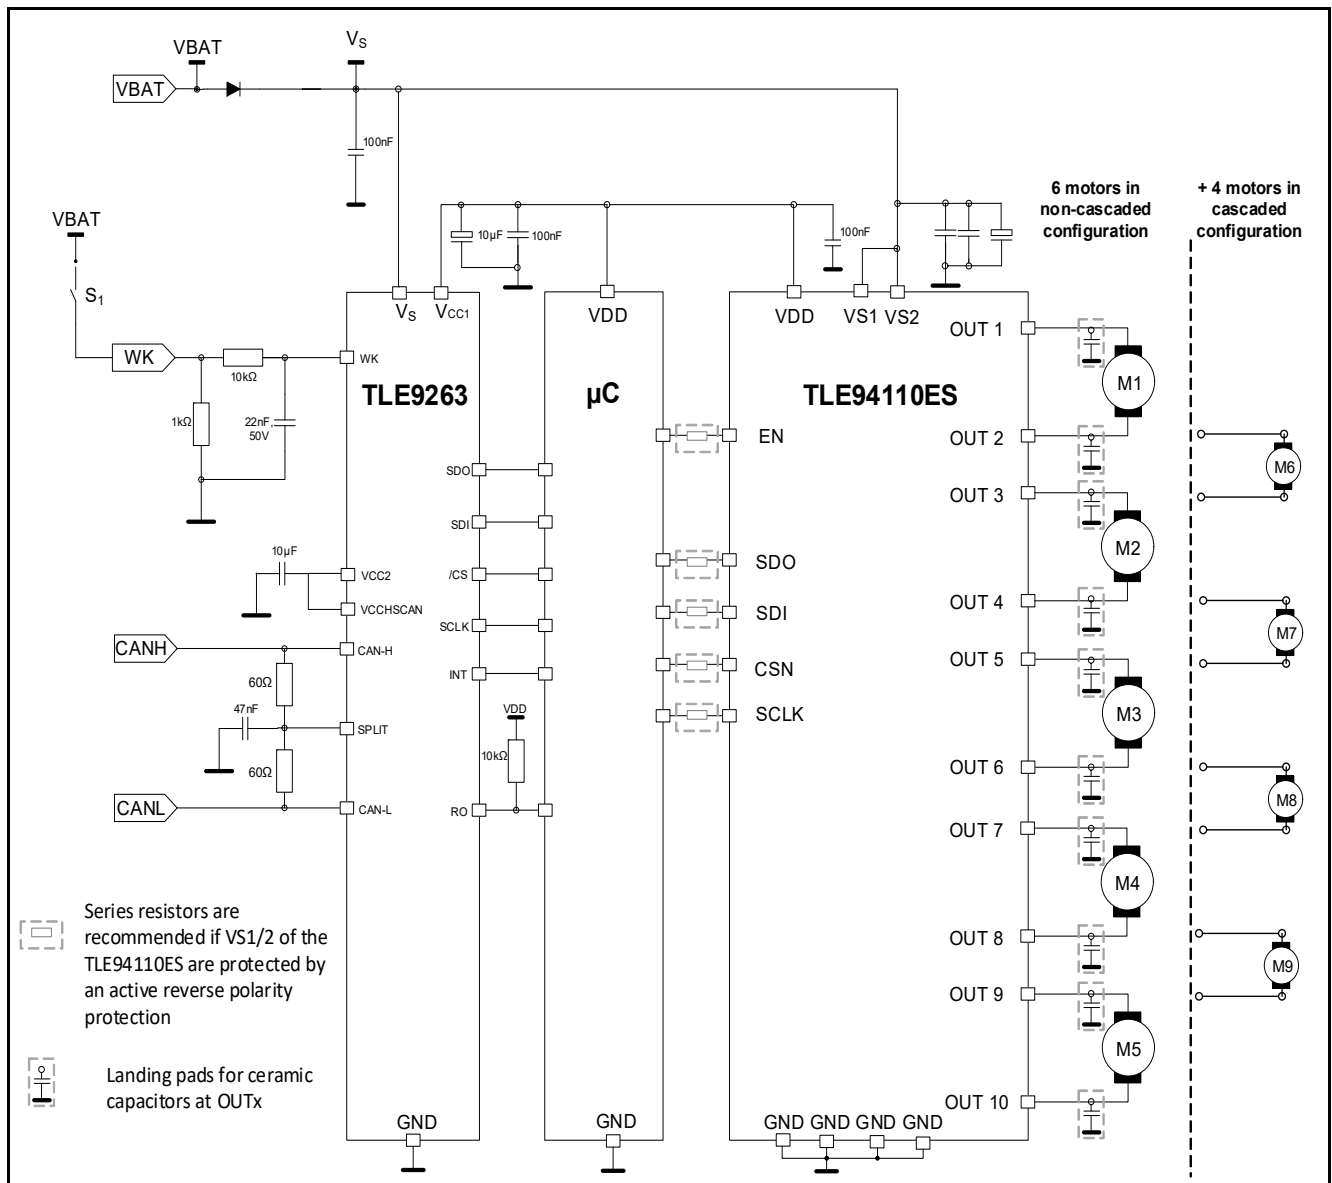 VBAT
VS
VBAT
100nF
6 motors in
non-cascaded
configuration
+ 4 motors in
cascaded
configuration
VBAT
S1
10µF
100nF
100nF
VS
VCC1
VDD
VDD
VS1
VS2
WK
10kΩ
1kΩ
22nF,
50V
WK
TLE9263
µC
TLE94110ES
OUT 1
M1
EN
OUT 2
M6
SDO
OUT 3
SDI
M2
10µF
VCC2
/CS
SDO
VCCHSCAN
SCLK
SDI
OUT 4
M7
CANH
CAN-H
INT
CSN
OUT 5
60Ω
47nF
SPLIT
VDD
SCLK
M3
60Ω
10kΩ
OUT 6
CANL
CAN-L
RO
M8
OUT 7
M4
Series resistors are
recommended if VS1/2 of the
TLE94110ES are protected by
an active reverse polarity
protection
OUT 8
M9
OUT 9
M5
Landing pads for ceramic
capacitors at OUTx
OUT 10
GND
GND
GND GND GND GND